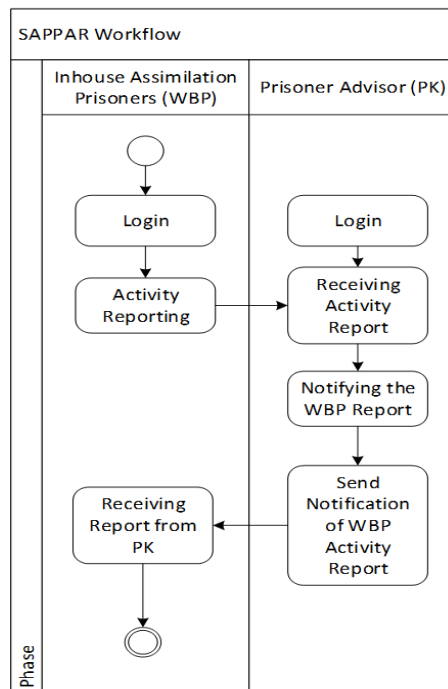 SAPPAR Workflow
Inhouse Assimilation
Prisoners (WBP)
Prisoner Advisor (PK)
Login
Login
Activity
Reporting
Receiving
Activity
Report
Notifying the
WBP Report
Send
Notification
of WBP
Activity
Report
Receiving
Report from
PK
Phase